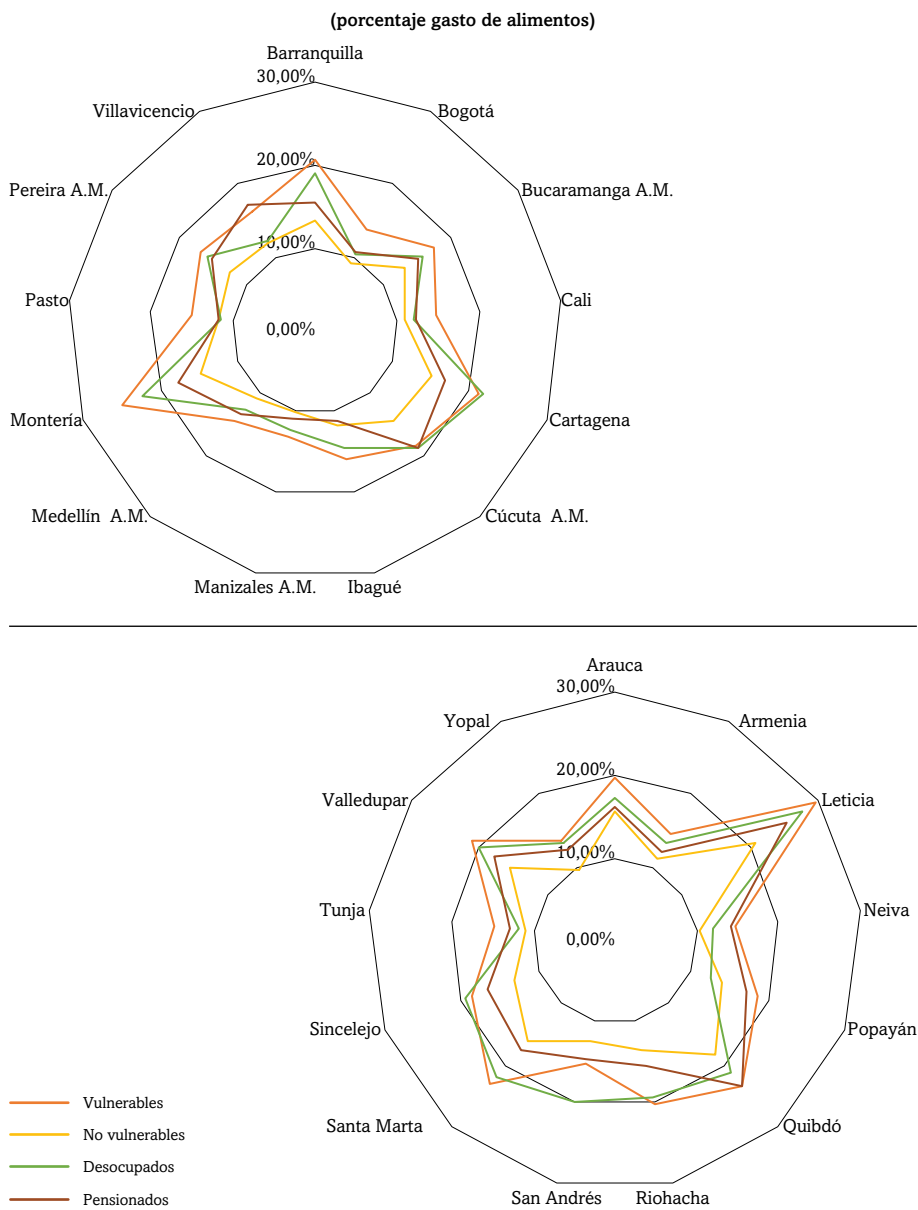 (porcentaje gasto de alimentos)
Barranquilla
30,00%
Villavicencio
Bogotá
20,00%
Pereira A.M.
Bucaramanga A.M.
10,00%
Pasto
Cali
0,00%
Montería
Cartagena
Medellín A.M.
Cúcuta A.M.
Manizales A.M.
Ibagué
Arauca
30,00%
Yopal
Armenia
20,00%
Valledupar
Leticia
10,00%
Tunja
Neiva
0,00%
Sincelejo
Popayán
Santa Marta
Quibdó
San Andrés
Riohacha
Vulnerables
No vulnerables
Desocupados
Pensionados